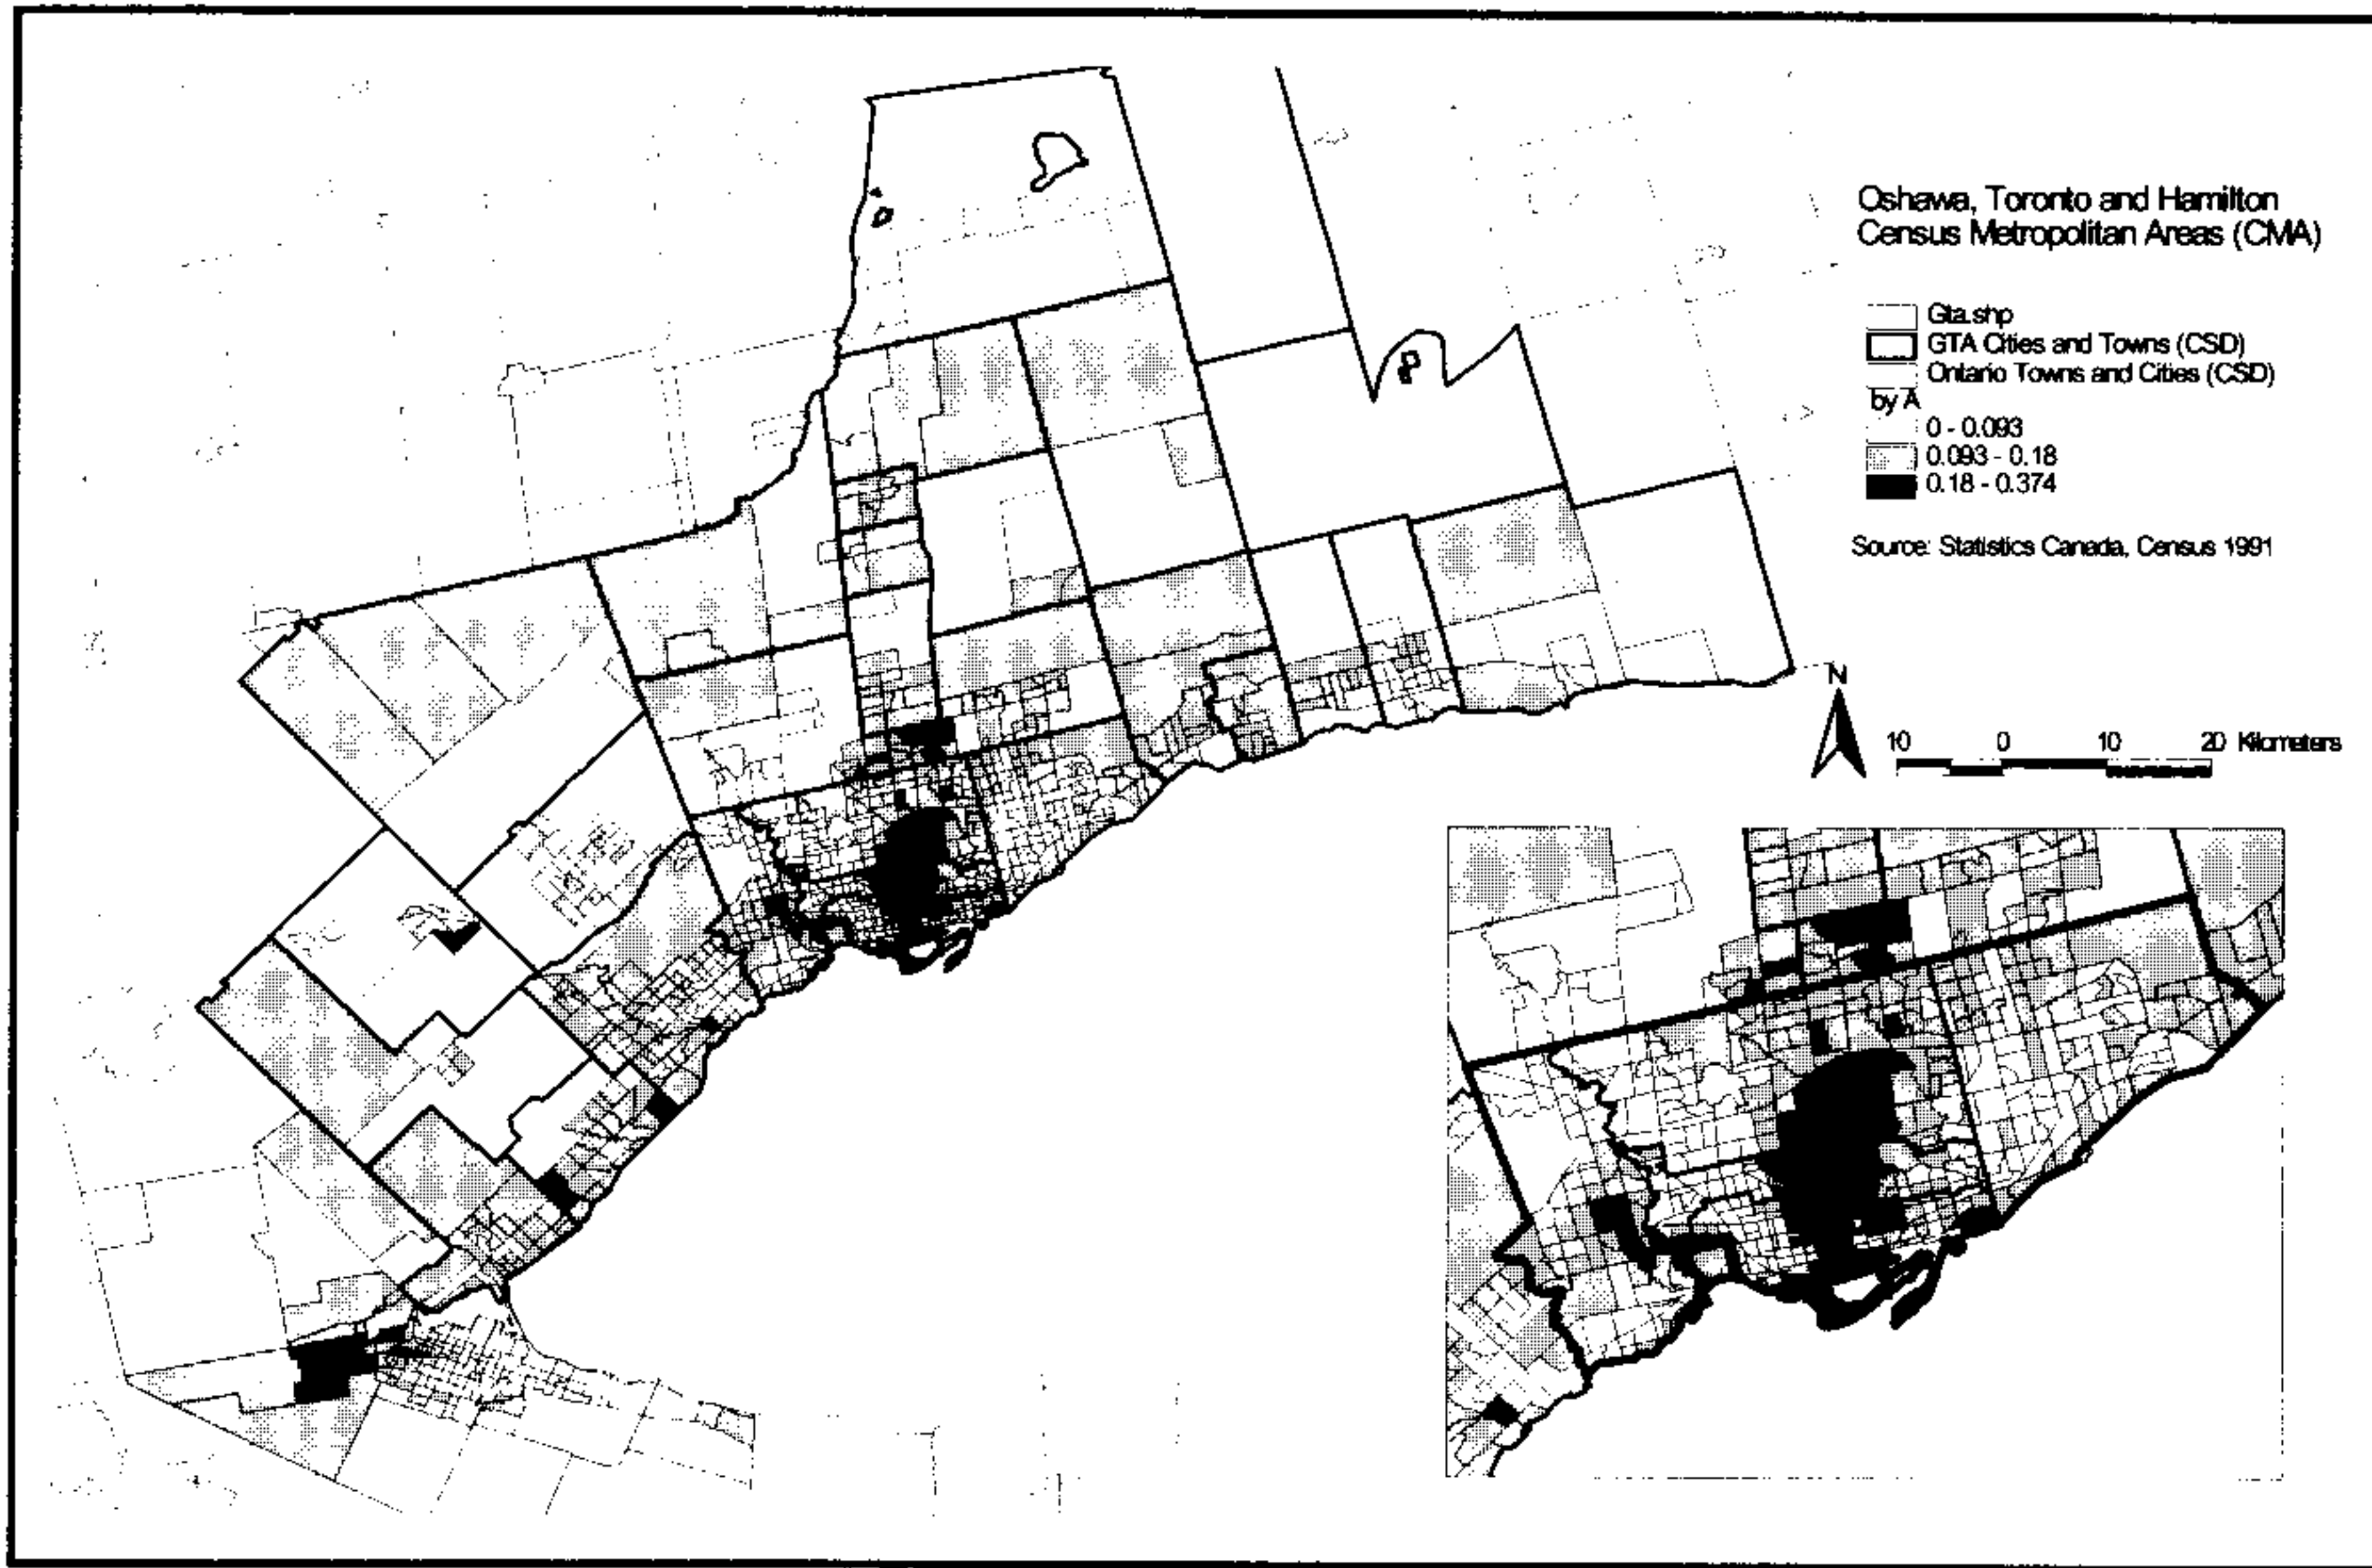 Oshawa, Toronto and Hamilton
Census Metropolitan Areas (CMA)
Gta.shp
GTA Cities and Towns (CSD)
Ontario Towns and Cities (CSD)
by A
0 - 0.093
0.093 - 0.18
0.18 - 0.374
Source: Statistics Canada, Census 1991
N
10 0 10 20 Kilometers